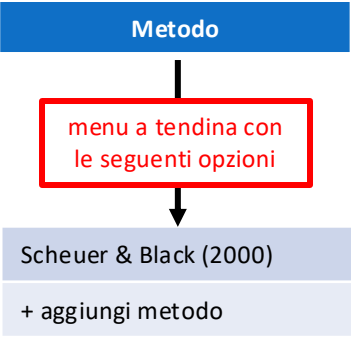 Metodo
menu a tendina con
le seguenti opzioni
Scheuer & Black (2000)
+ aggiungi metodo